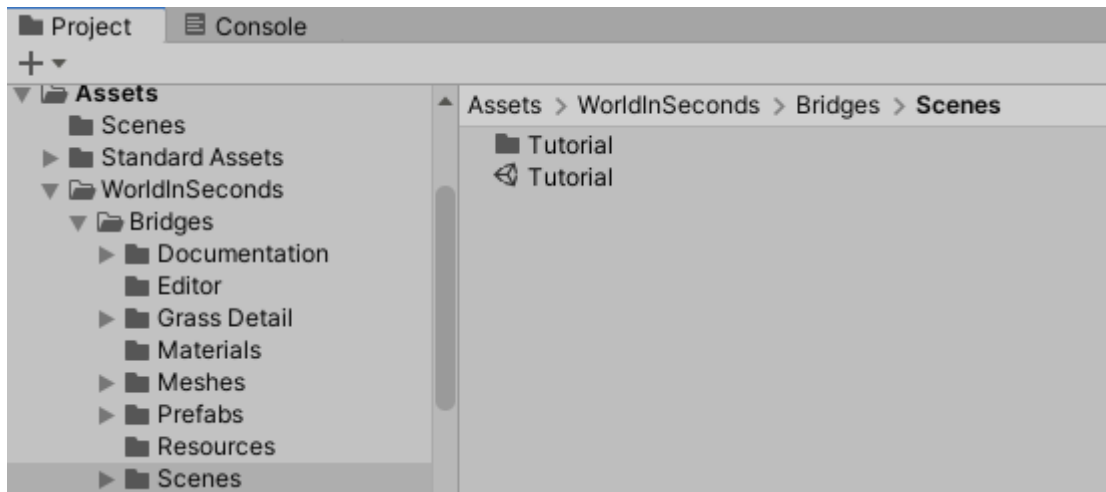 Project Console
Assets
Scenes
Standard Assets
WorldInSeconds
Bridges
Documentation
Editor
Grass Detail
Materials
Meshes
Prefabs
Resources
Scenes
Assets > WorldInSeconds > Bridges > Scenes
Tutorial
Tutorial